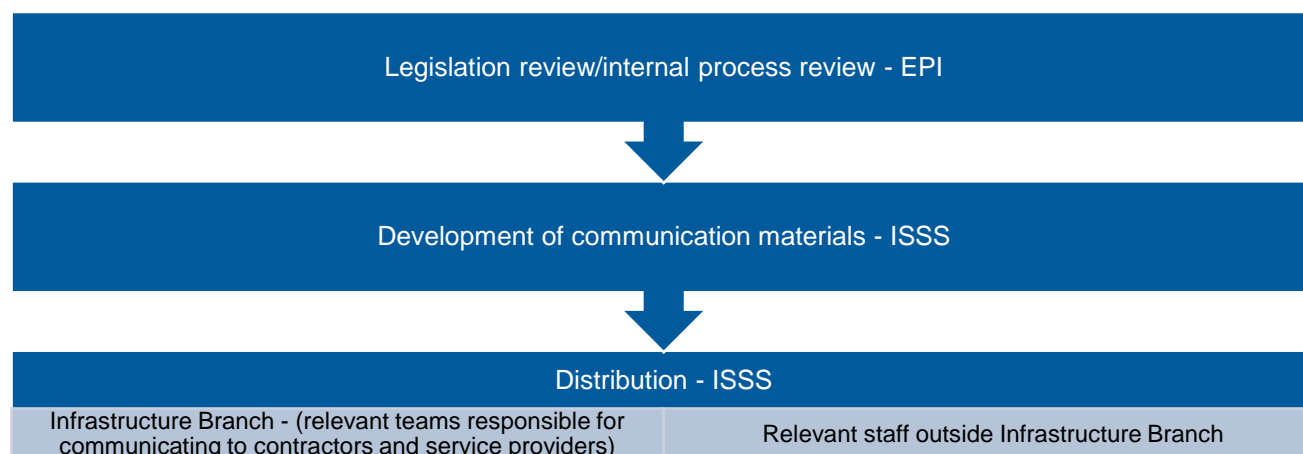 Legislation review/internal process review - EPI
Development of communication materials - ISSS
Distribution - ISSS
Infrastructure Branch - (relevant teams responsible for
communicating to contractors and service providers)
Relevant staff outside Infrastructure Branch